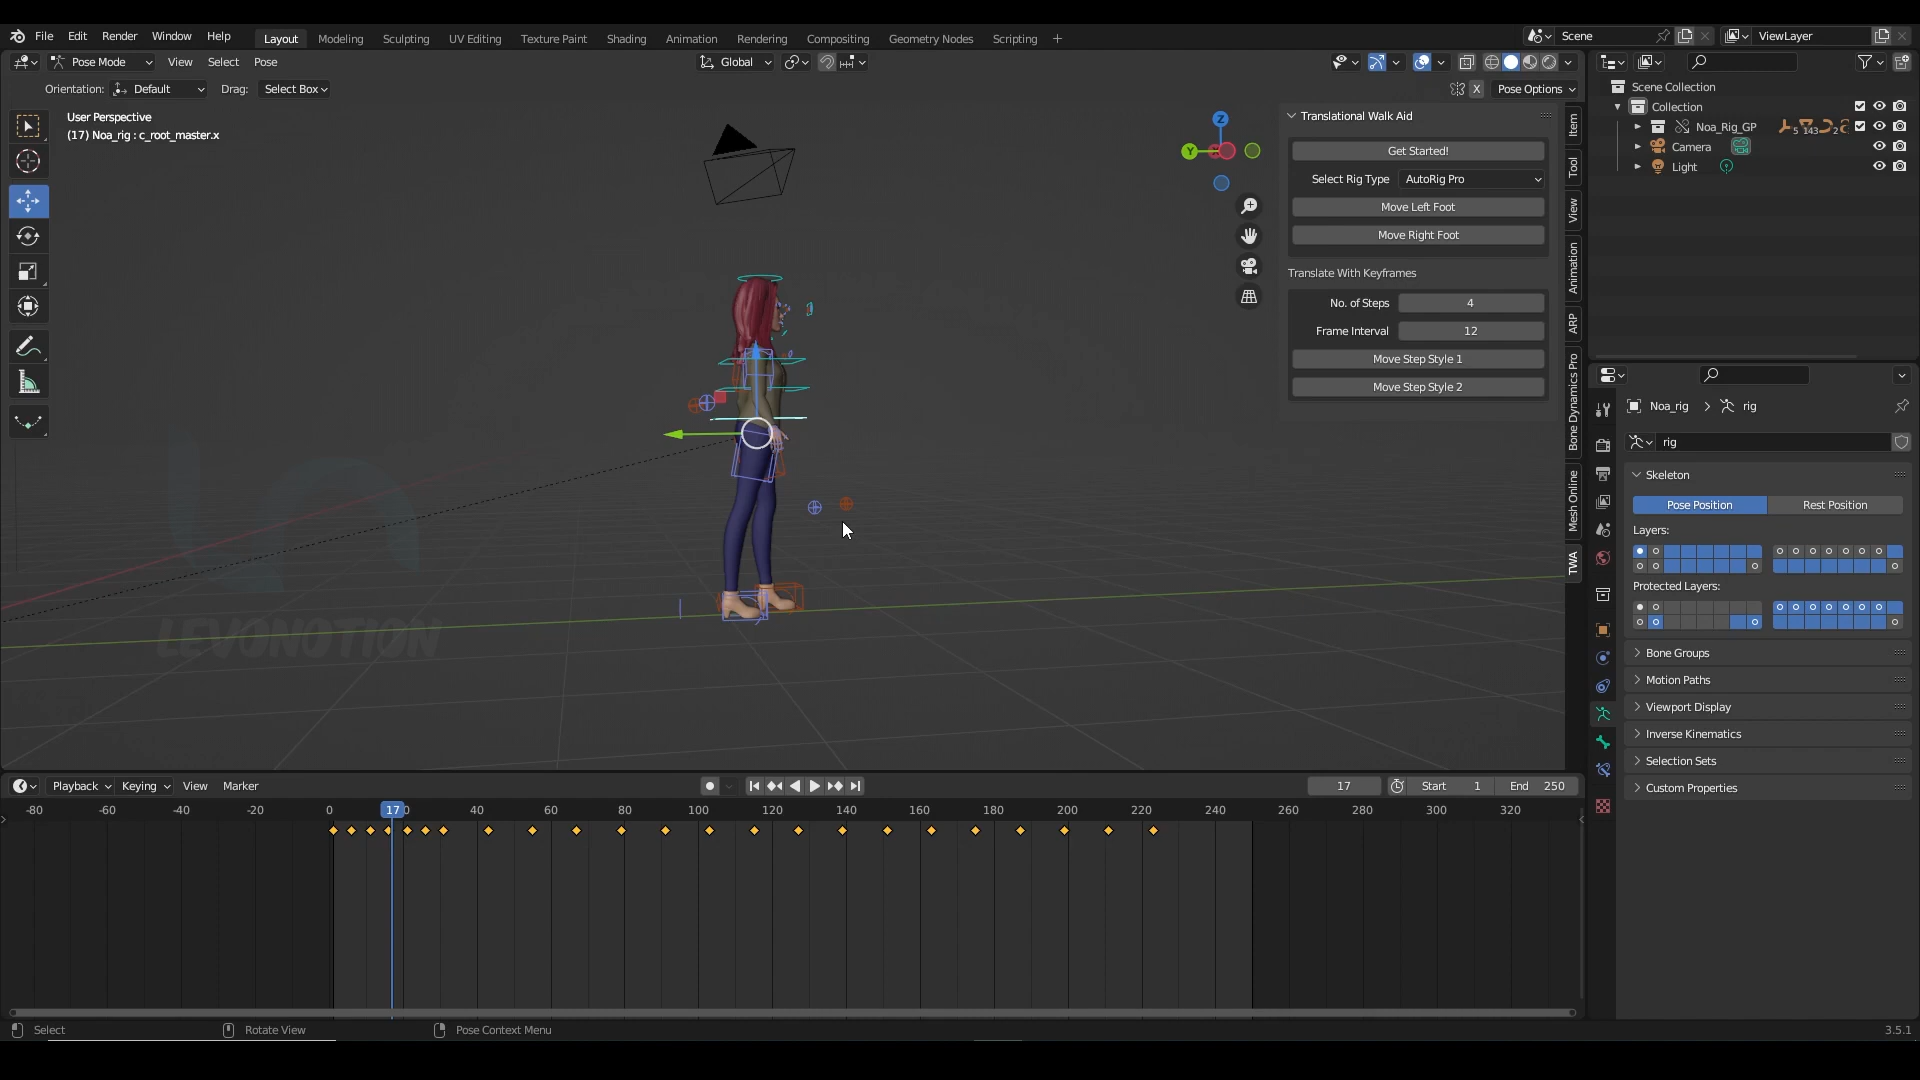 File Edit Render Window Help Layout Modeling Sculpting UV Editing Texture Paint Shading Animation Rendering Compositing Geometry Nodes Scripting + Scene ViewLayer
Pose Mode View Select Pose Global
Orientation: Default Drag: Select Box X Pose Options
User Perspective
(17) Noa_rig : c_root_master.x
Z
Y
Translational Walk Aid
Get Started!
Select Rig Type AutoRig Pro
Move Left Foot
Move Right Foot
Translate With Keyframes
No. of Steps 4
Frame Interval 12
Move Step Style 1
Move Step Style 2
Item
Tool
View
Animation
ARP
Bone Dynamics Pro
Mesh Online
TWA
Scene Collection
Collection
Noa_Rig_GP 5 143 2
Camera
Light
Noa_rig rig
rig
Skeleton
Pose Position Rest Position
Layers:
Protected Layers:
Bone Groups
Motion Paths
Viewport Display
Inverse Kinematics
Selection Sets
Custom Properties
LEVONOTION
Playback Keying View Marker 17 Start 1 End 250
-80 -60 -40 -20 0 17 40 60 80 100 120 140 160 180 200 220 240 260 280 300 320
Select Rotate View Pose Context Menu 3.5.1